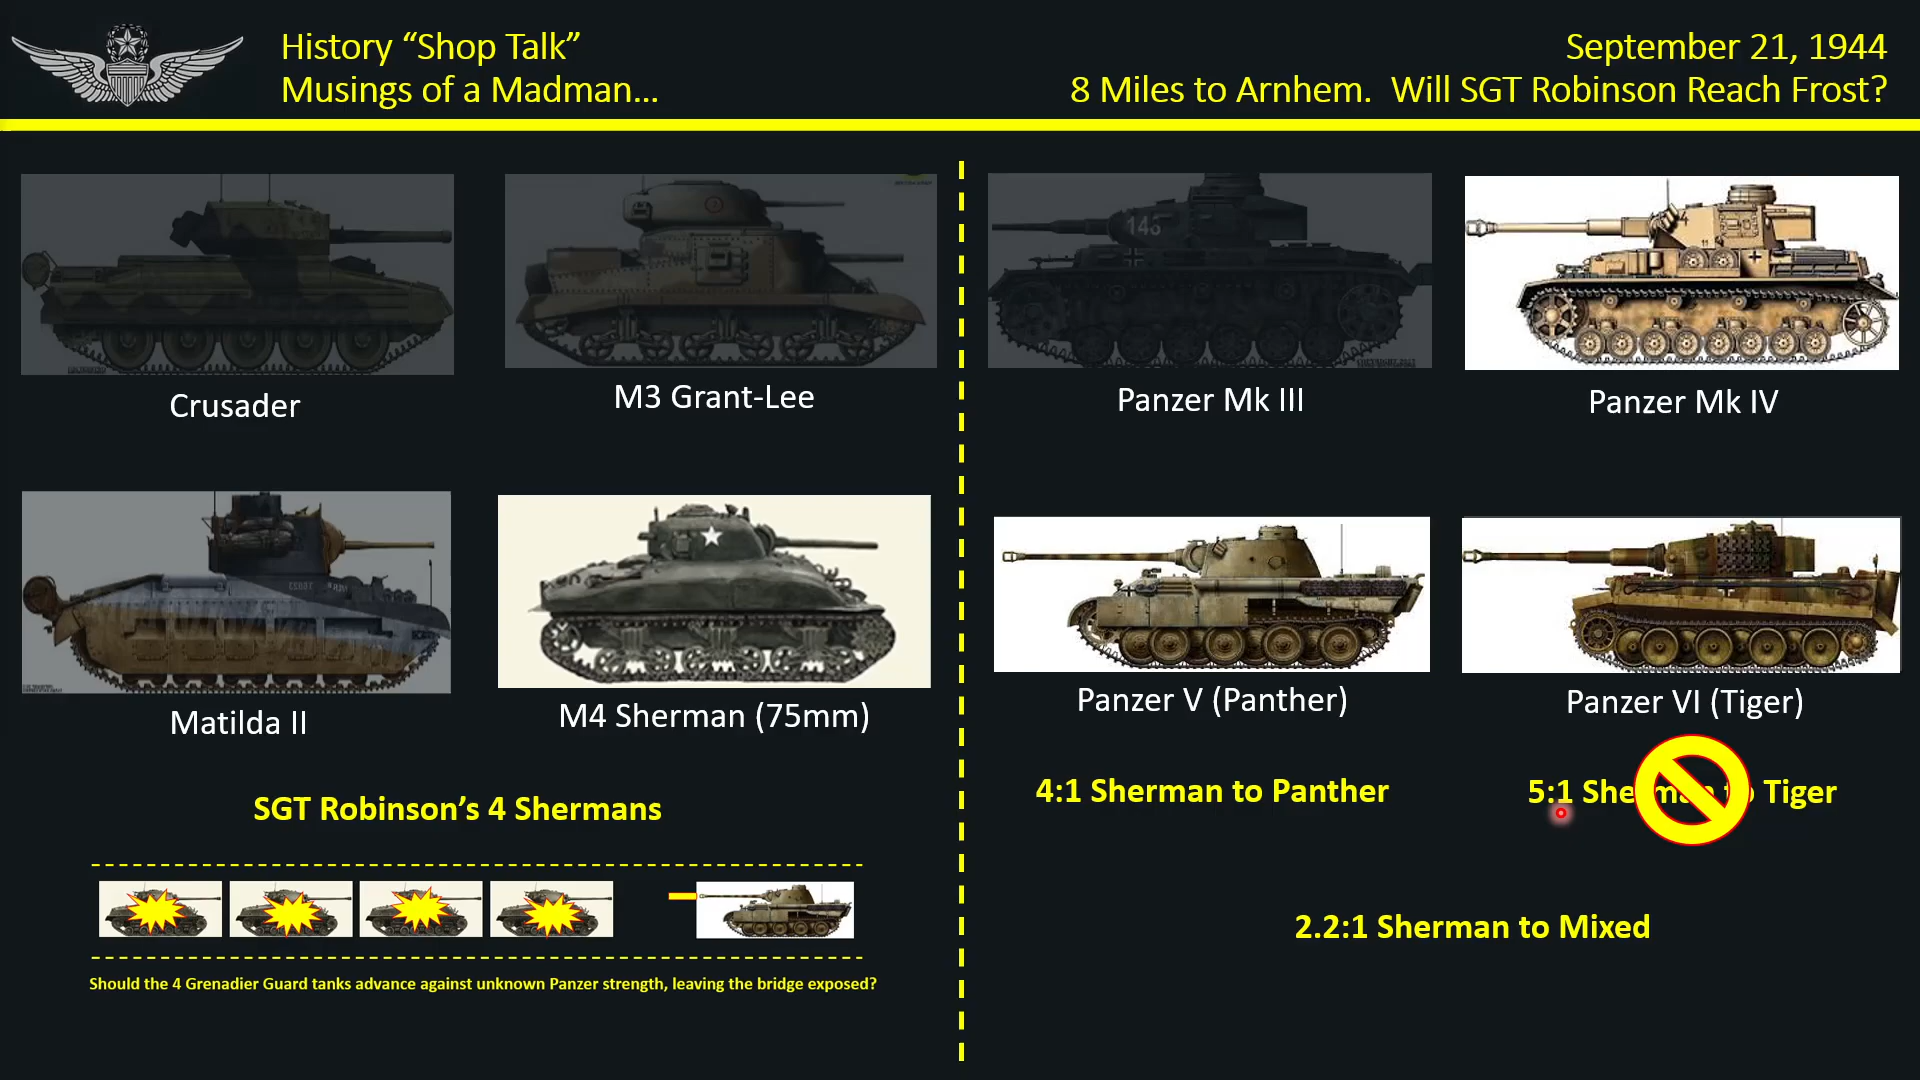 History “Shop Talk”
Musings of a Madman...
September 21, 1944
8 Miles to Arnhem.  Will SGT Robinson Reach Frost?
Crusader
M3 Grant-Lee
Panzer Mk III
Panzer Mk IV
145
Matilda II
M4 Sherman (75mm)
Panzer V (Panther)
Panzer VI (Tiger)
SGT Robinson’s 4 Shermans
4:1 Sherman to Panther
5:1 Sherman to Tiger
2.2:1 Sherman to Mixed
Should the 4 Grenadier Guard tanks advance against unknown Panzer strength, leaving the bridge exposed?